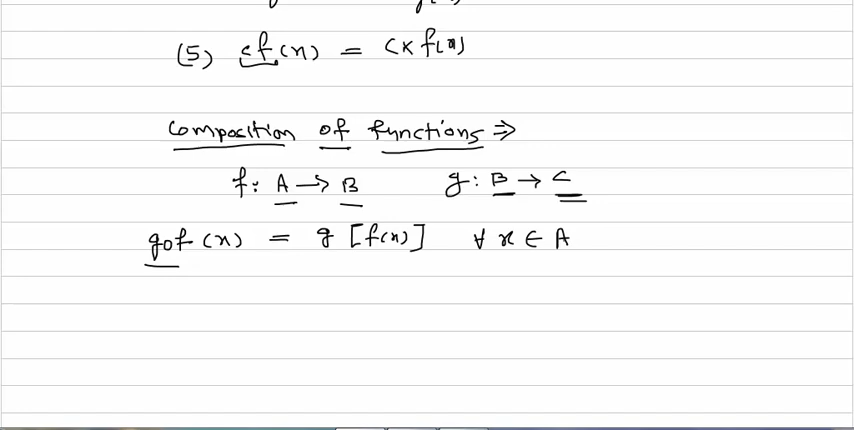 (5) cf(x) = c x f(x)
Composition of functions ⇒
f: A → B g: B → C
gof(x) = g [f(x)] ∀ x ∈ A